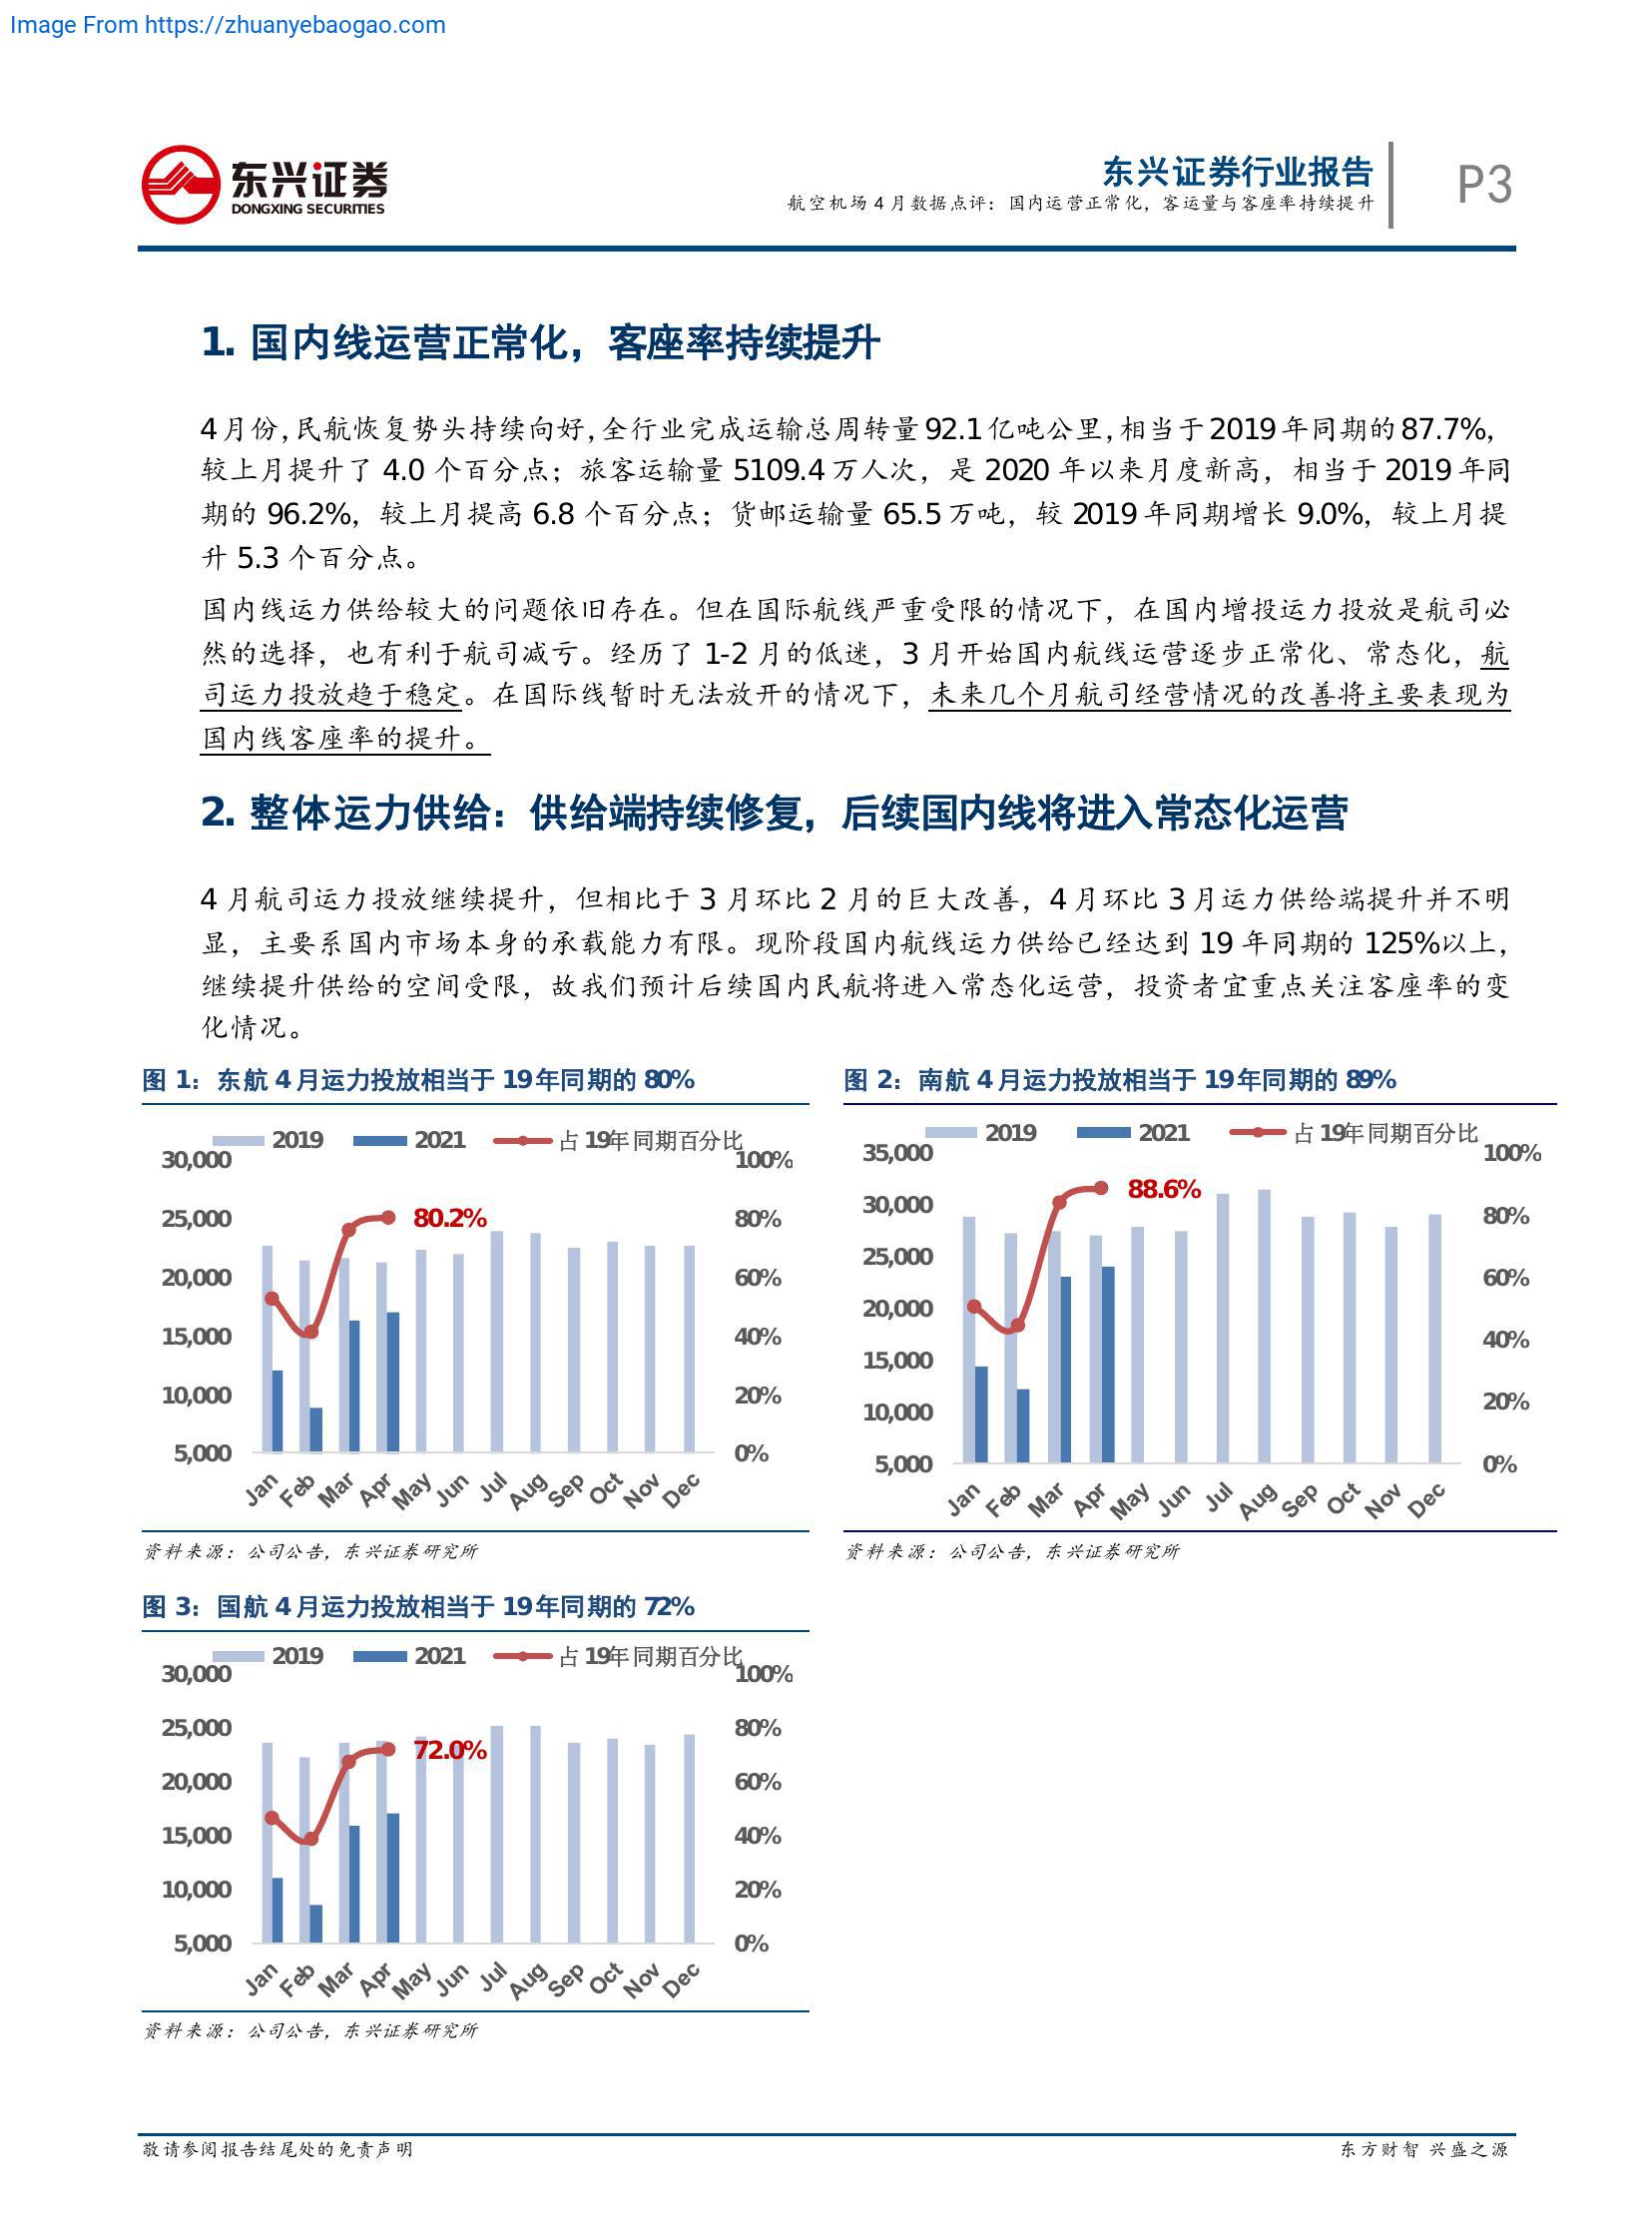 Image From https://zhuanyebaogao.com
东兴证券
DONGXING SECURITIES
东兴证券行业报告
航空机场 4 月数据点评：国内运营正常化，客运量与客座率持续提升
P3
1. 国内线运营正常化，客座率持续提升
4 月份，民航恢复势头持续向好，全行业完成运输总周转量 92.1 亿吨公里，相当于 2019 年同期的 87.7%，
较上月提升了 4.0 个百分点；旅客运输量 5109.4 万人次，是 2020 年以来月度新高，相当于 2019 年同
期的 96.2%，较上月提高 6.8 个百分点；货邮运输量 65.5 万吨，较 2019 年同期增长 9.0%，较上月提
升 5.3 个百分点。
国内线运力供给较大的问题依旧存在。但在国际航线严重受限的情况下，在国内增投运力投放是航司必
然的选择，也有利于航司减亏。经历了 1-2 月的低迷，3 月开始国内航线运营逐步正常化、常态化，航
司运力投放趋于稳定。在国际线暂时无法放开的情况下，未来几个月航司经营情况的改善将主要表现为
国内线客座率的提升。
2. 整体运力供给：供给端持续修复，后续国内线将进入常态化运营
4 月航司运力投放继续提升，但相比于 3 月环比 2 月的巨大改善，4 月环比 3 月运力供给端提升并不明
显，主要系国内市场本身的承载能力有限。现阶段国内航线运力供给已经达到 19 年同期的 125%以上，
继续提升供给的空间受限，故我们预计后续国内民航将进入常态化运营，投资者宜重点关注客座率的变
化情况。
图 1：东航 4 月运力投放相当于 19 年同期的 80%
2019 2021 占 19年同期百分比
30,000
25,000
20,000
15,000
10,000
5,000
100%
80%
60%
40%
20%
0%
80.2%
Jan Feb Mar Apr May Jun Jul Aug Sep Oct Nov Dec
资料来源：公司公告，东兴证券研究所
图 2：南航 4 月运力投放相当于 19 年同期的 89%
2019 2021 占 19年同期百分比
35,000
30,000
25,000
20,000
15,000
10,000
5,000
100%
80%
60%
40%
20%
0%
88.6%
Jan Feb Mar Apr May Jun Jul Aug Sep Oct Nov Dec
资料来源：公司公告，东兴证券研究所
图 3：国航 4 月运力投放相当于 19 年同期的 72%
2019 2021 占 19年同期百分比
30,000
25,000
20,000
15,000
10,000
5,000
100%
80%
60%
40%
20%
0%
72.0%
Jan Feb Mar Apr May Jun Jul Aug Sep Oct Nov Dec
资料来源：公司公告，东兴证券研究所
敬请参阅报告结尾处的免责声明
东方财智 兴盛之源